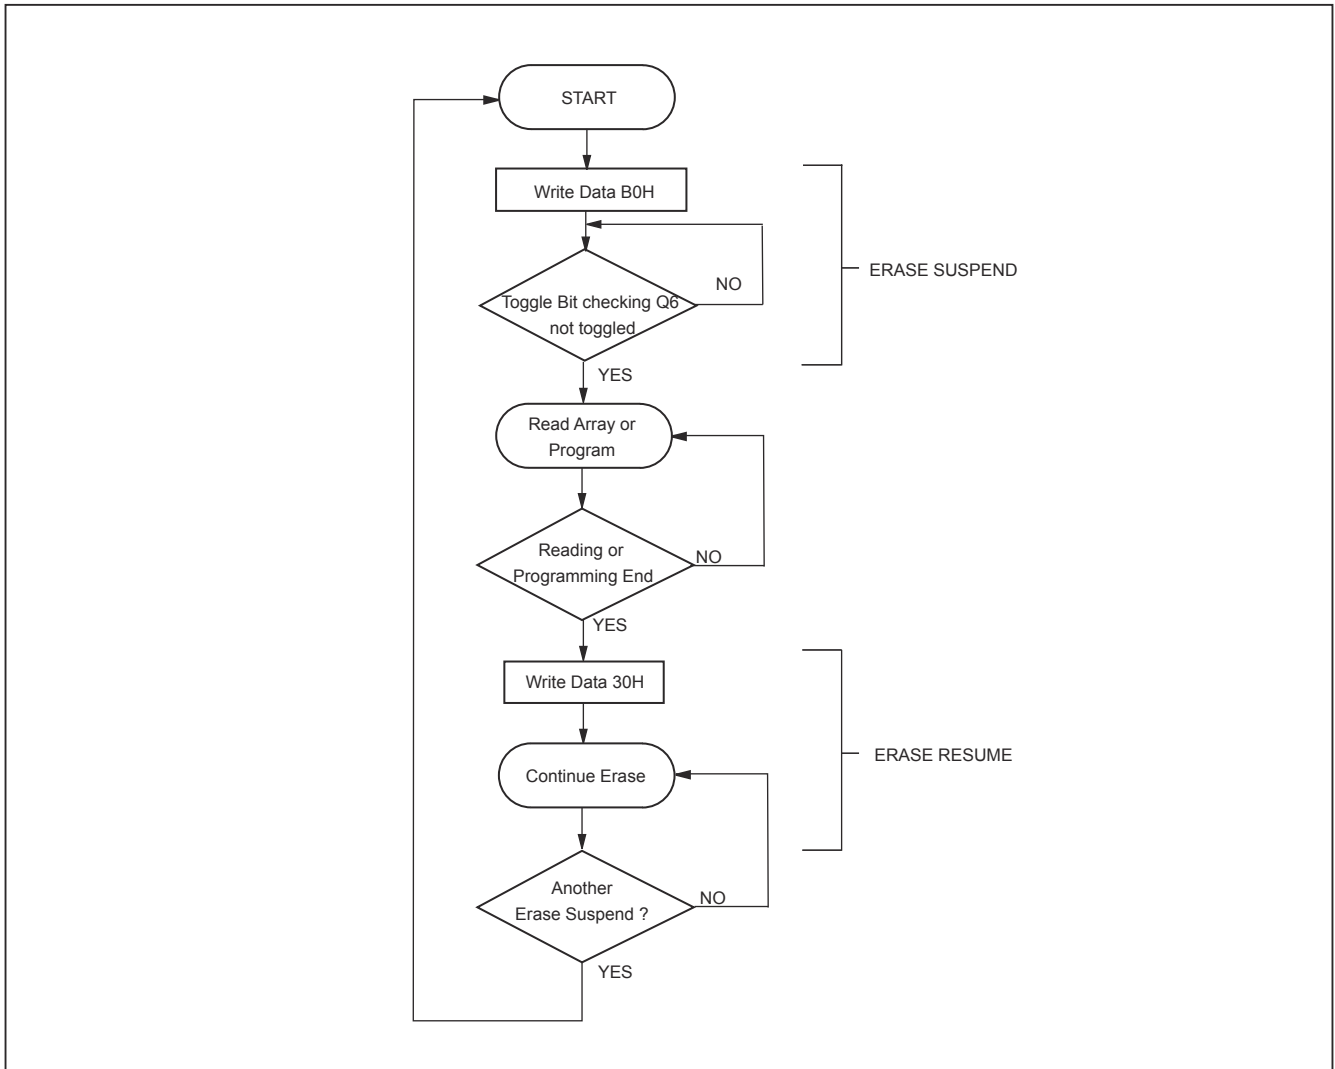 START
Write Data B0H
ERASE SUSPEND
NO
Toggle Bit checking Q6
not toggled
YES
Read Array or
Program
Reading or
Programming End
NO
YES
Write Data 30H
ERASE RESUME
Continue Erase
Another
Erase Suspend ?
NO
YES